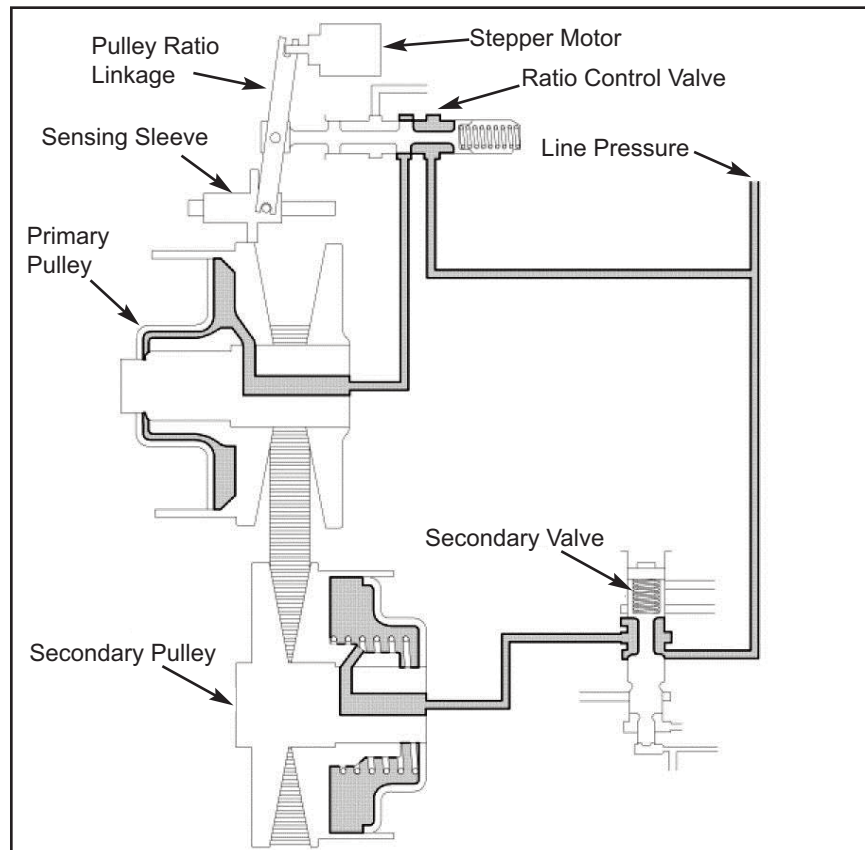 Pulley Ratio
Linkage
Stepper Motor
Ratio Control Valve
Sensing Sleeve
Line Pressure
Primary
Pulley
Secondary Valve
Secondary Pulley